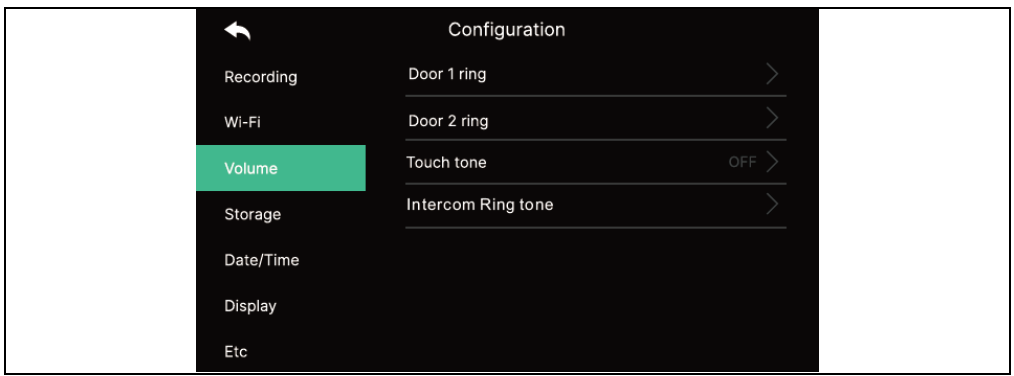 Configuration
Recording
Wi-Fi
Volume
Storage
Date/Time
Display
Etc
Door 1 ring
Door 2 ring
Touch tone OFF
Intercom Ring tone